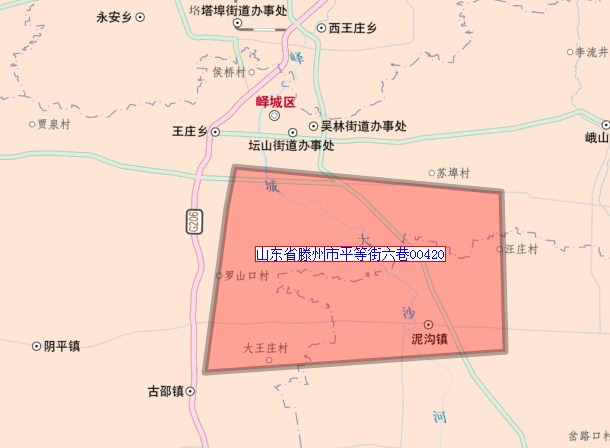 永安乡
塔埠街道办事处
西王庄乡
侯桥村
峄
李流井
峄城区
贾泉村
王庄乡
吴林街道办事处
坛山街道办事处
峨山
苏埠村
城
G206
大
汪庄村
山东省滕州市平等街六巷00420
罗山口村
沙
泥沟镇
阴平镇
大王庄村
古邵镇
河
岔路口村